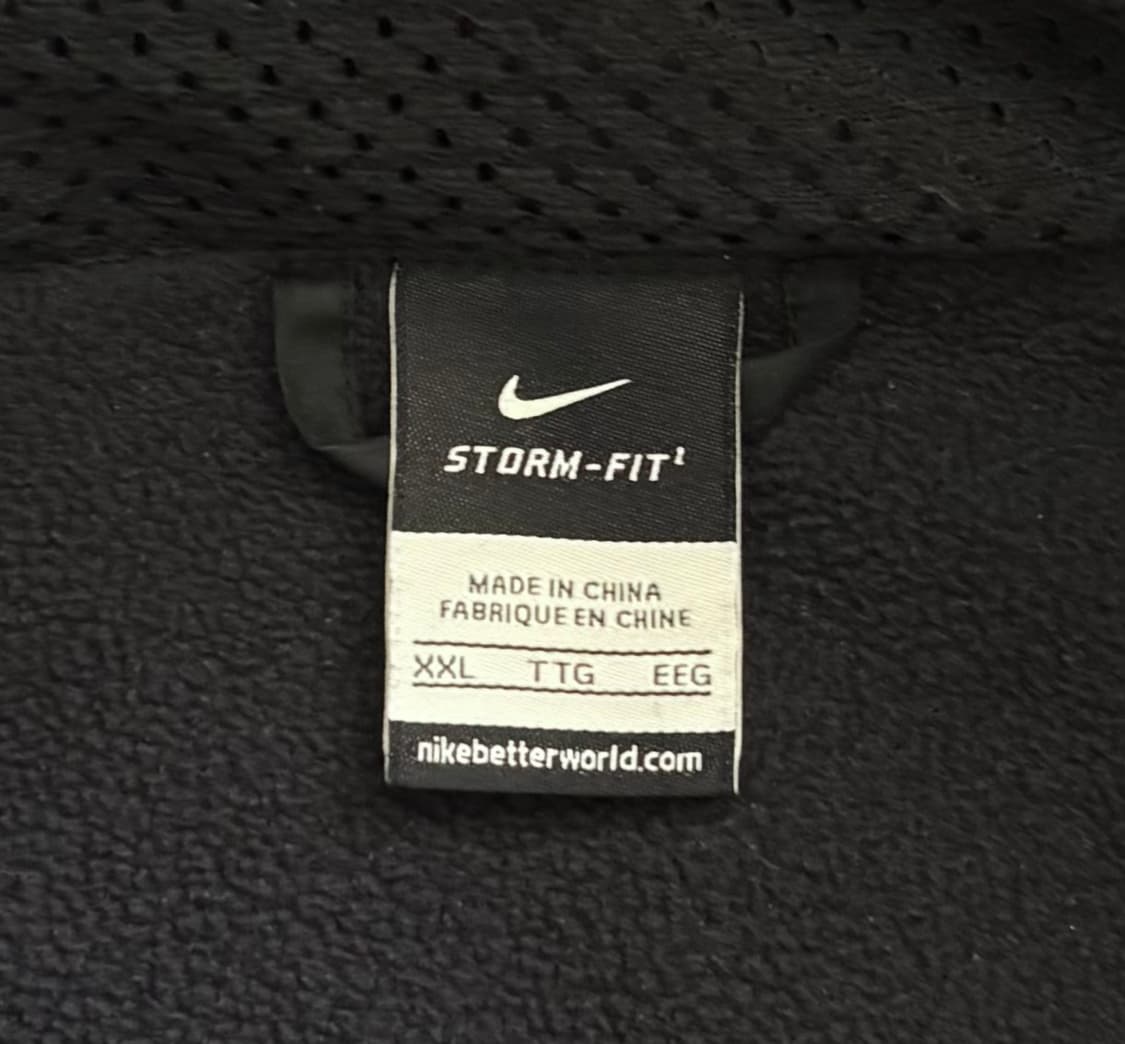 STORM-FIT¹
MADE IN CHINA
FABRIQUE EN CHINE
XXL TTG EEG
nikebetterworld.com